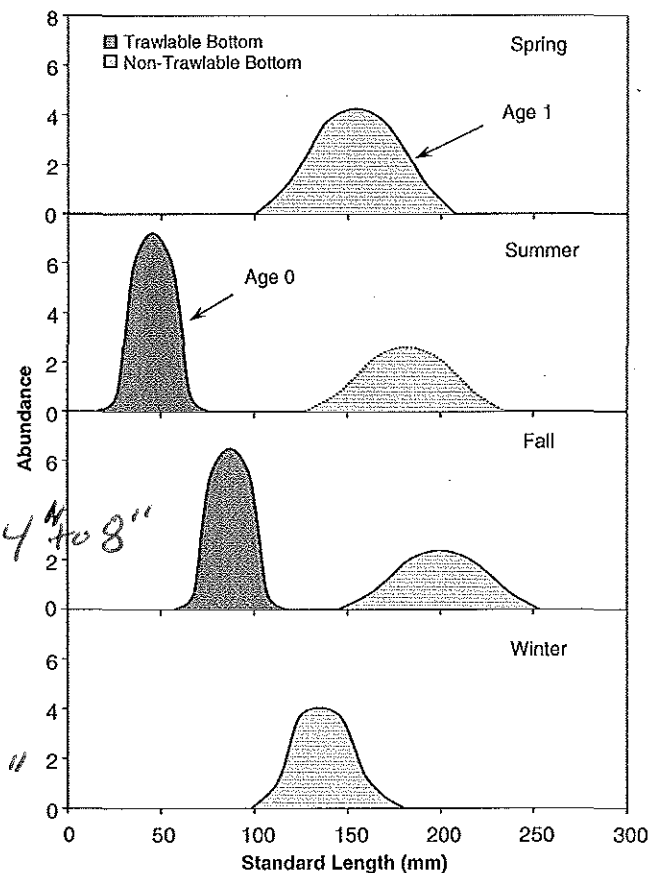 8
Trawlable Bottom
Non-Trawlable Bottom
Spring
6
Age 1
4
2
0
Summer
6
Age 0
4
2
0
Abundance
Fall
6
4" to 8"
2
0
Winter
6
4
2
"
0
0 50 100 150 200 250 300
Standard Length (mm)